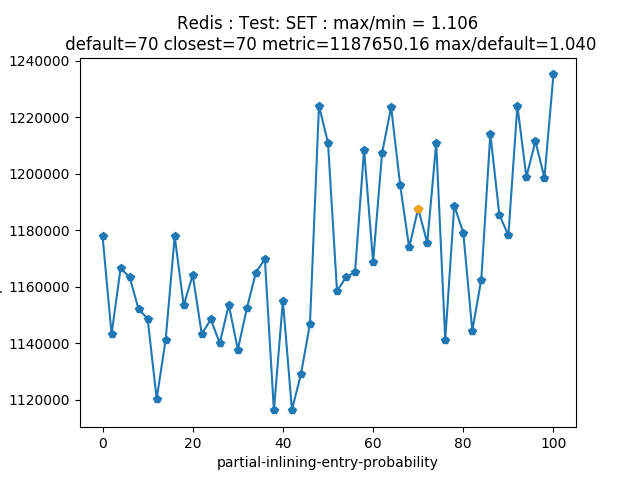 Redis : Test: SET : max/min = 1.106
default=70 closest=70 metric=1187650.16 max/default=1.040
1240000
1220000
1200000
1180000
1160000
1140000
1120000
0 20 40 60 80 100
partial-inlining-entry-probability